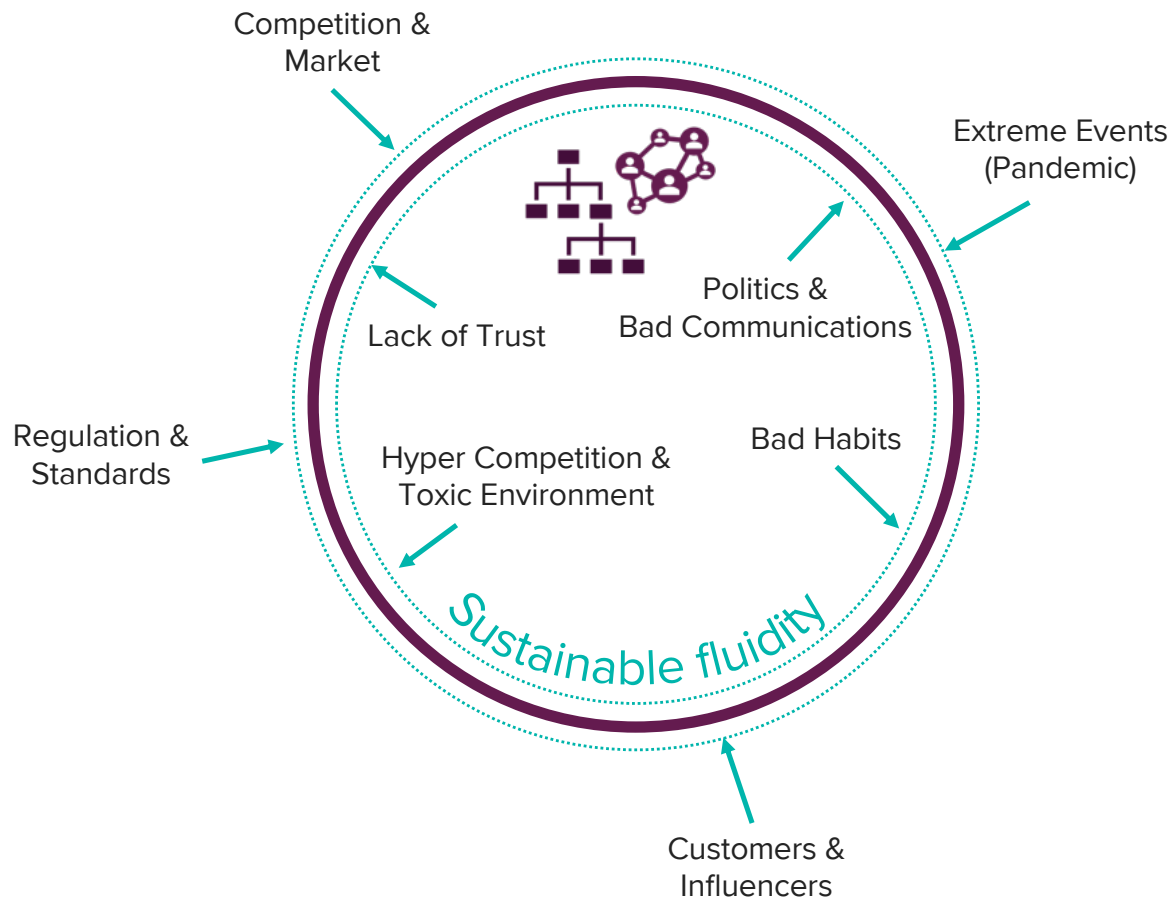 Competition &
Market
Extreme Events
(Pandemic)
Politics &
Bad Communications
Lack of Trust
Regulation &
Standards
Hyper Competition &
Toxic Environment
Bad Habits
Sustainable fluidity
Customers &
Influencers